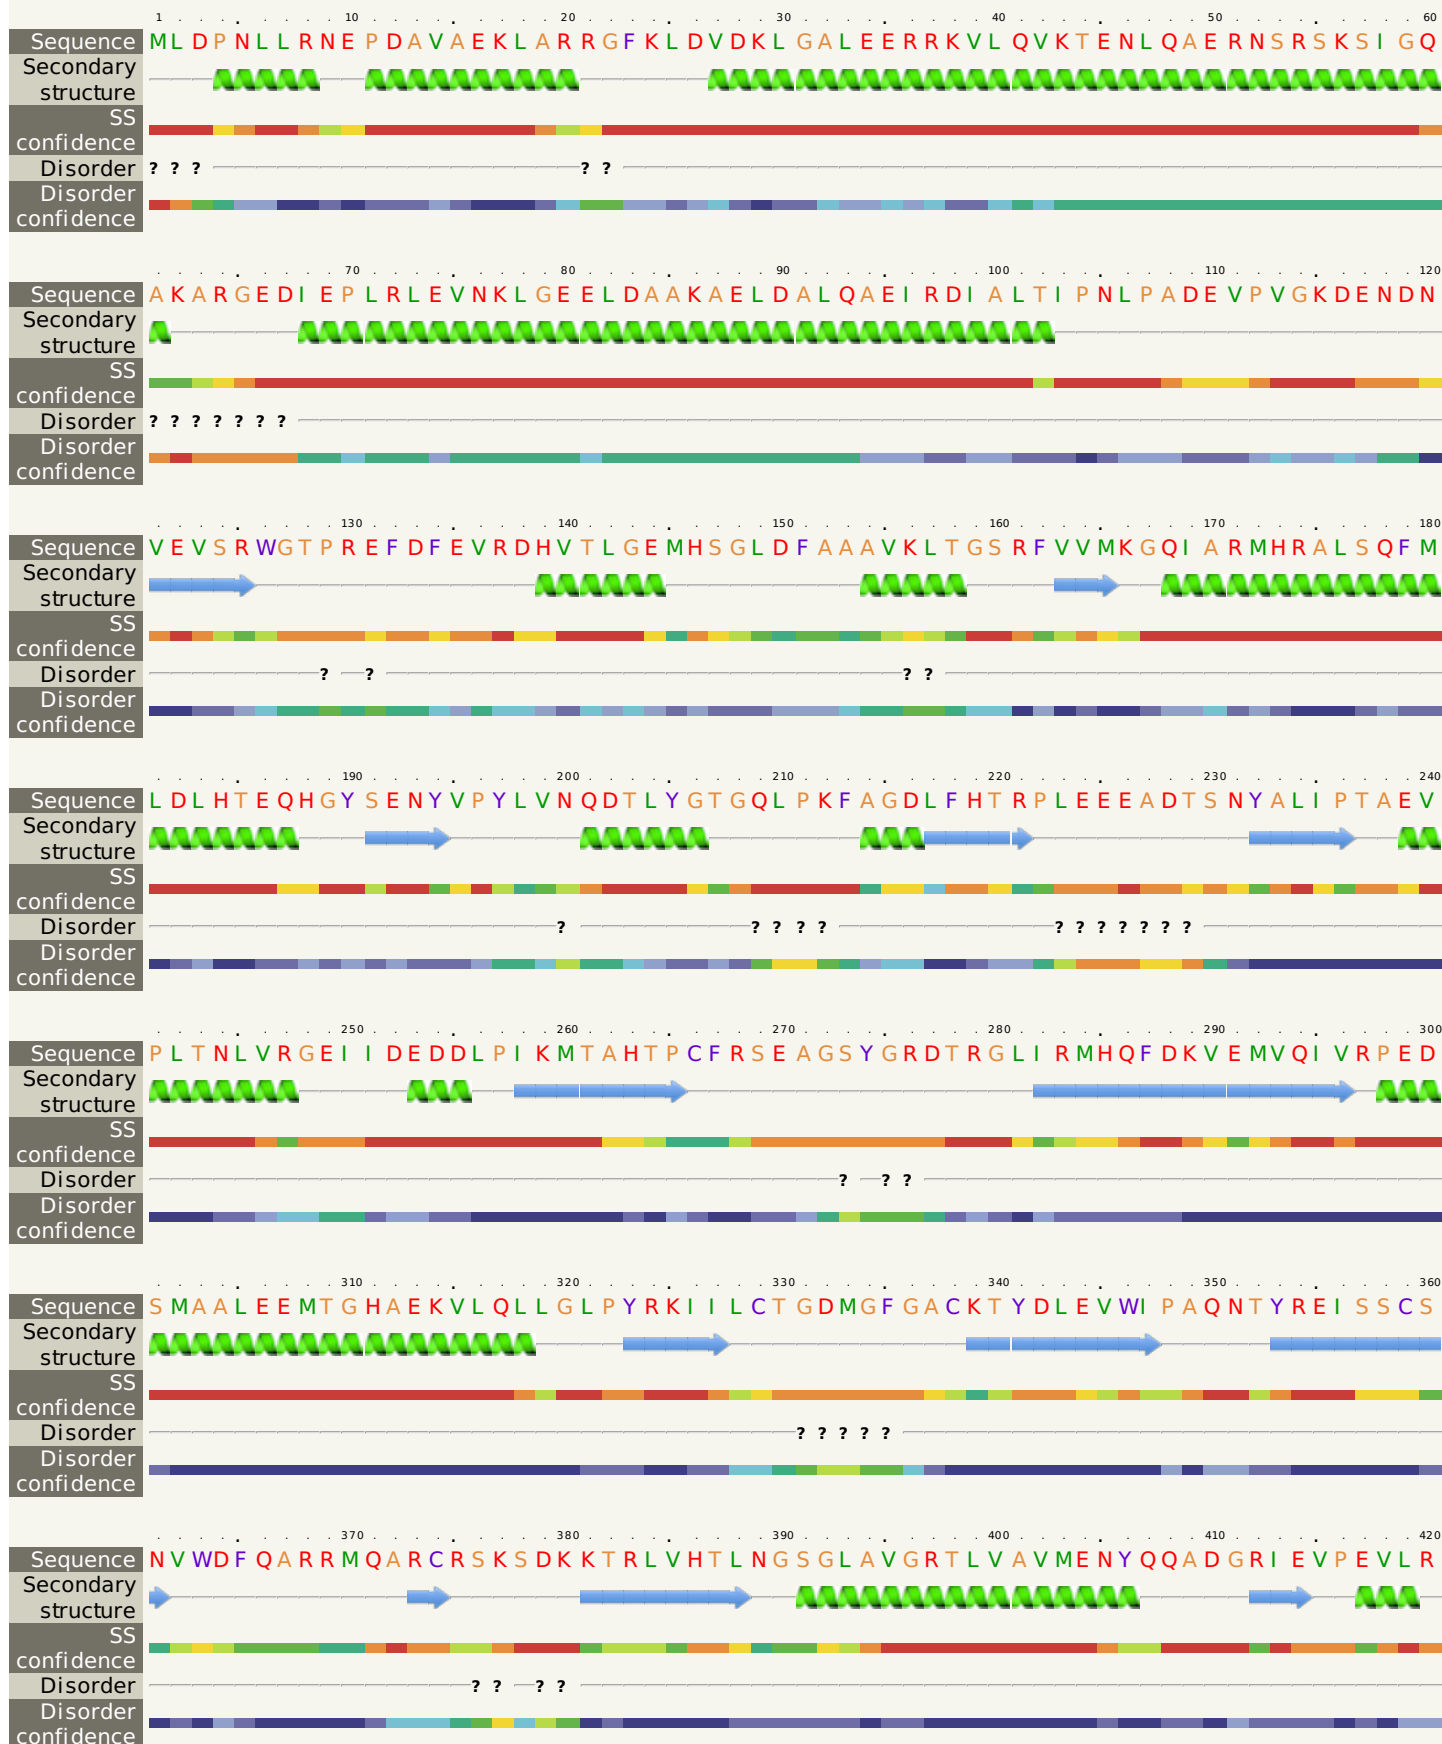 1 10 20 30 40 50 60
Sequence MLDPNLLRNEPDAVAEKLARRGFKLDVDKLGALEERRKVLQVKTENLQAERNSRSKSIGQ
Secondary
structure
SS
confidence
Disorder ? ? ? ? ?
Disorder
confidence
70 80 90 100 110 120
Sequence AKARGEDIEPLRLEVNKLGEELDAAKAELDALQAEIRDIALTIPNLPADEVPVGKDENDN
Secondary
structure
SS
confidence
Disorder ? ? ? ? ? ? ?
Disorder
confidence
130 140 150 160 170 180
Sequence VEVSRWGTPREFDFEVRDHVTLGEMHSGLDFAAAVKLTGSRFVVMKGQIARMHRALSQFM
Secondary
structure
SS
confidence
Disorder ? ? ? ?
Disorder
confidence
190 200 210 220 230 240
Sequence LDLHTEQHGYSENYVPYLVNQDTLYGTGQLPKFAGDLFHTRPLEEEADTSNYALIPTAEV
Secondary
structure
SS
confidence
Disorder ? ? ? ? ? ? ? ? ? ? ? ?
Disorder
confidence
250 260 270 280 290 300
Sequence PLTNLVRGEIIDEDDLPIKMTAHTPCFRSEAGSYGRDTRGLIRMHQFDKVEMVQIVRPED
Secondary
structure
SS
confidence
Disorder ? ? ?
Disorder
confidence
310 320 330 340 350 360
Sequence SMAALEEMTGHAEKVLQLLGLPYRKIILCTGDMGFGACKTYDLEVWIPAQNTYREISSCS
Secondary
structure
SS
confidence
Disorder ? ? ? ? ?
Disorder
confidence
370 380 390 400 410 420
Sequence NVWDFQARRMQARCRSKSDKKTRLVHTLNGSGLAVGRTLVAVMENYQQADGRIEVPEVLR
Secondary
structure
SS
confidence
Disorder ? ? ? ?
Disorder
confidence